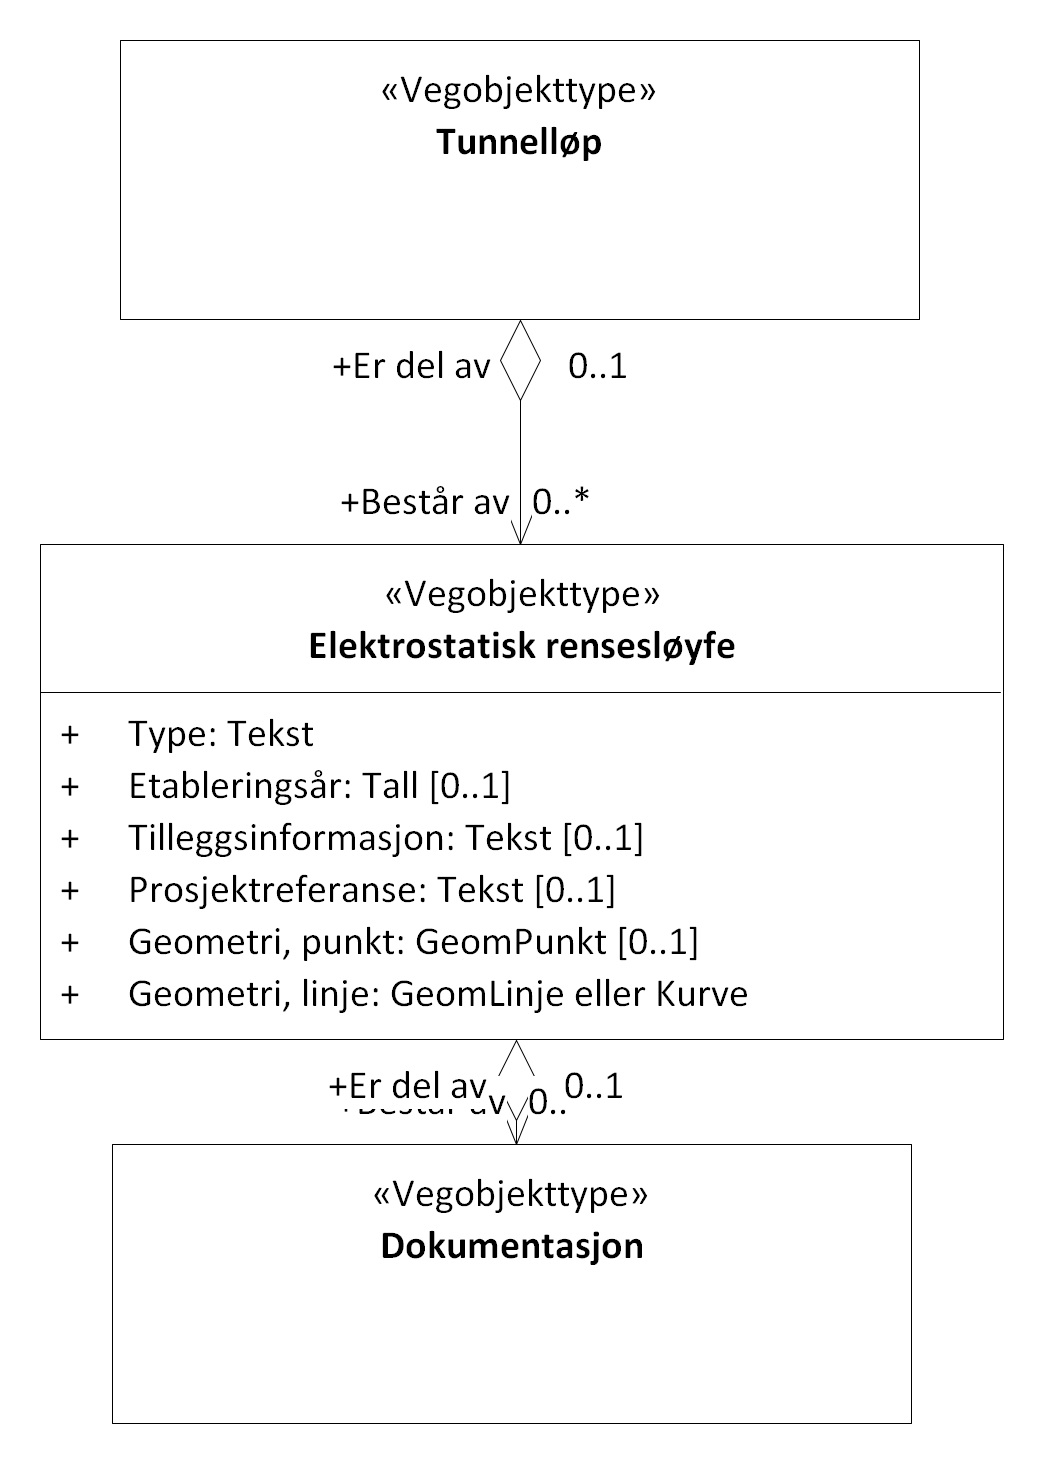 «Vegobjekttype»
Tunnelløp
+Er del av 0..1
+Består av 0..*
«Vegobjekttype»
Elektrostatisk rensesløyfe
+ Type: Tekst
+ Etableringsår: Tall [0..1]
+ Tilleggsinformasjon: Tekst [0..1]
+ Prosjektreferanse: Tekst [0..1]
+ Geometri, punkt: GeomPunkt [0..1]
+ Geometri, linje: GeomLinje eller Kurve
+Er del av 0..1
+Består av 0..
«Vegobjekttype»
Dokumentasjon